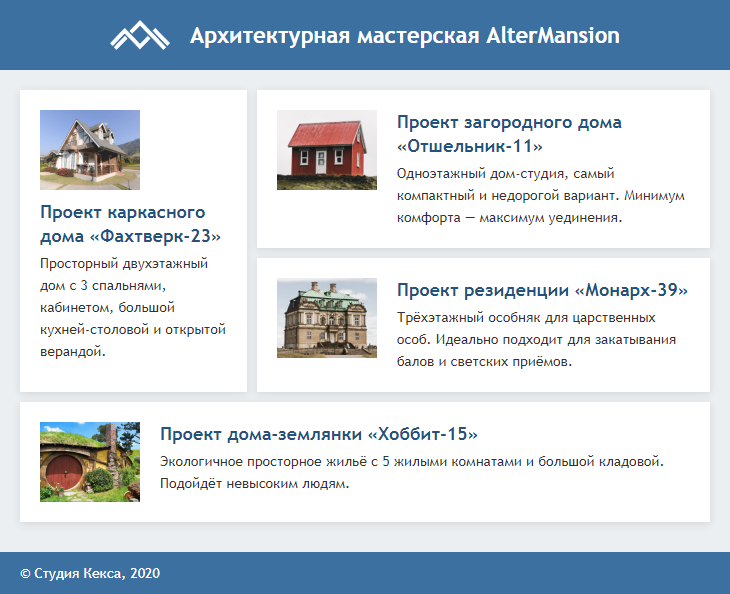 Архитектурная мастерская AlterMansion
Проект каркасного
дома «Фахтверк-23»
Просторный двухэтажный
дом с 3 спальнями,
кабинетом, большой
кухней-столовой и открытой
верандой.
Проект загородного дома
«Отшельник-11»
Одноэтажный дом-студия, самый
компактный и недорогой вариант. Минимум
комфорта — максимум уединения.
Проект резиденции «Монарх-39»
Трёхэтажный особняк для царственных
особ. Идеально подходит для закатывания
балов и светских приёмов.
Проект дома-землянки «Хоббит-15»
Экологичное просторное жильё с 5 жилыми комнатами и большой кладовой.
Подойдёт невысоким людям.
© Студия Кекса, 2020